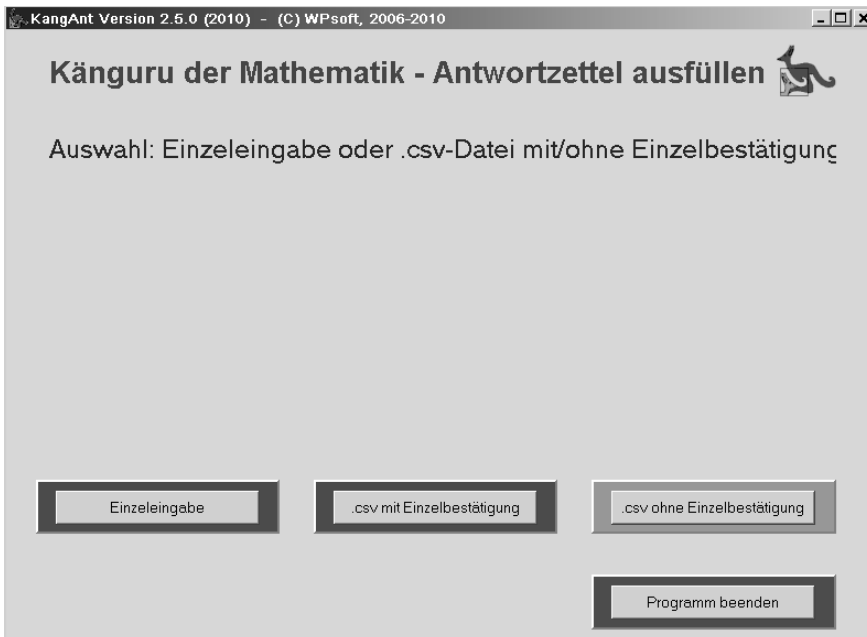 KangAnt Version 2.5.0 (2010) - (C) WPsoft, 2006-2010
Känguru der Mathematik - Antwortzettel ausfüllen
Auswahl: Einzeleingabe oder .csv-Datei mit/ohne Einzelbestätigung
Einzeleingabe
.csv mit Einzelbestätigung
.csv ohne Einzelbestätigung
Programm beenden